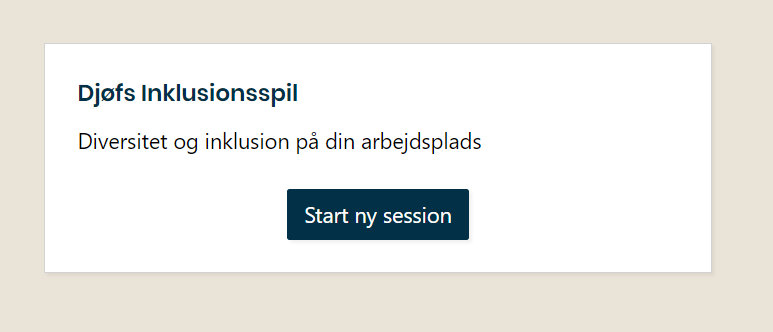 Djøfs Inklusionsspil
Diversitet og inklusion på din arbejdsplads
Start ny session